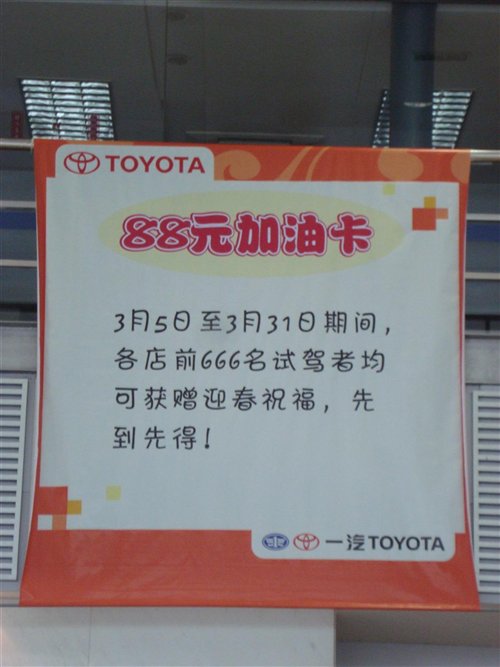 TOYOTA
88元加油卡
3月5日至3月31日期间，
各店前666名试驾者均
可获赠迎春祝福，先
到先得！
一汽TOYOTA